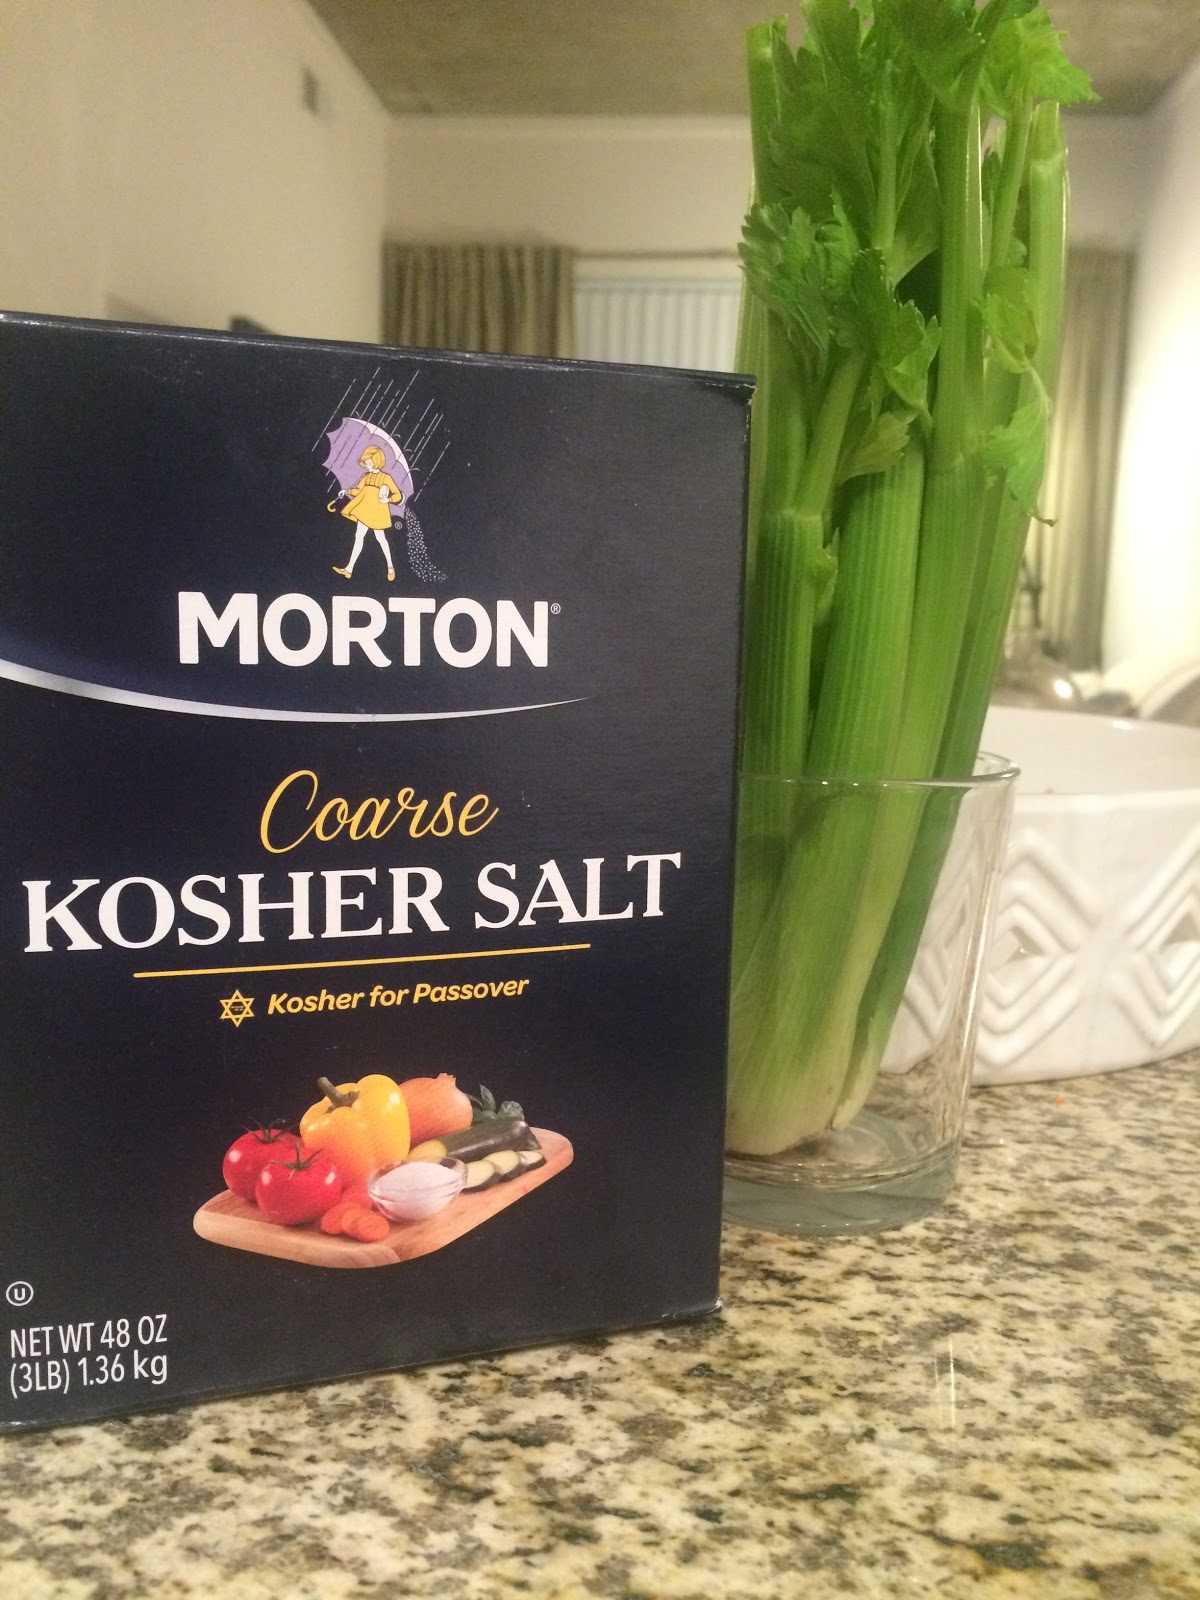 MORTON®
Coarse
KOSHER SALT
Kosher for Passover
U
NET WT 48 OZ
(3LB) 1.36 kg